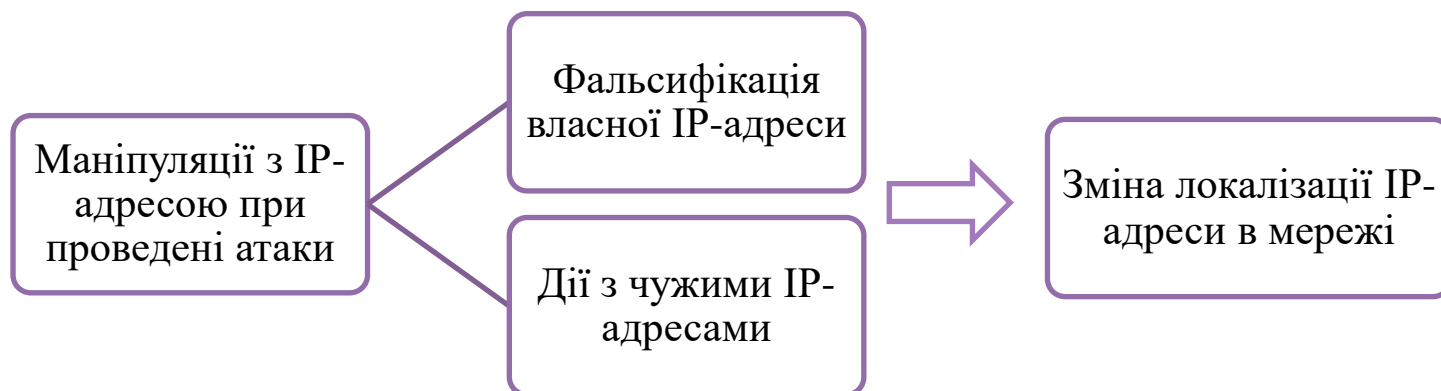 Маніпуляції з IP-
адресою при
проведені атаки
Фальсифікація
власної IP-адреси
Дії з чужими IP-
адресами
Зміна локалізації IP-
адреси в мережі